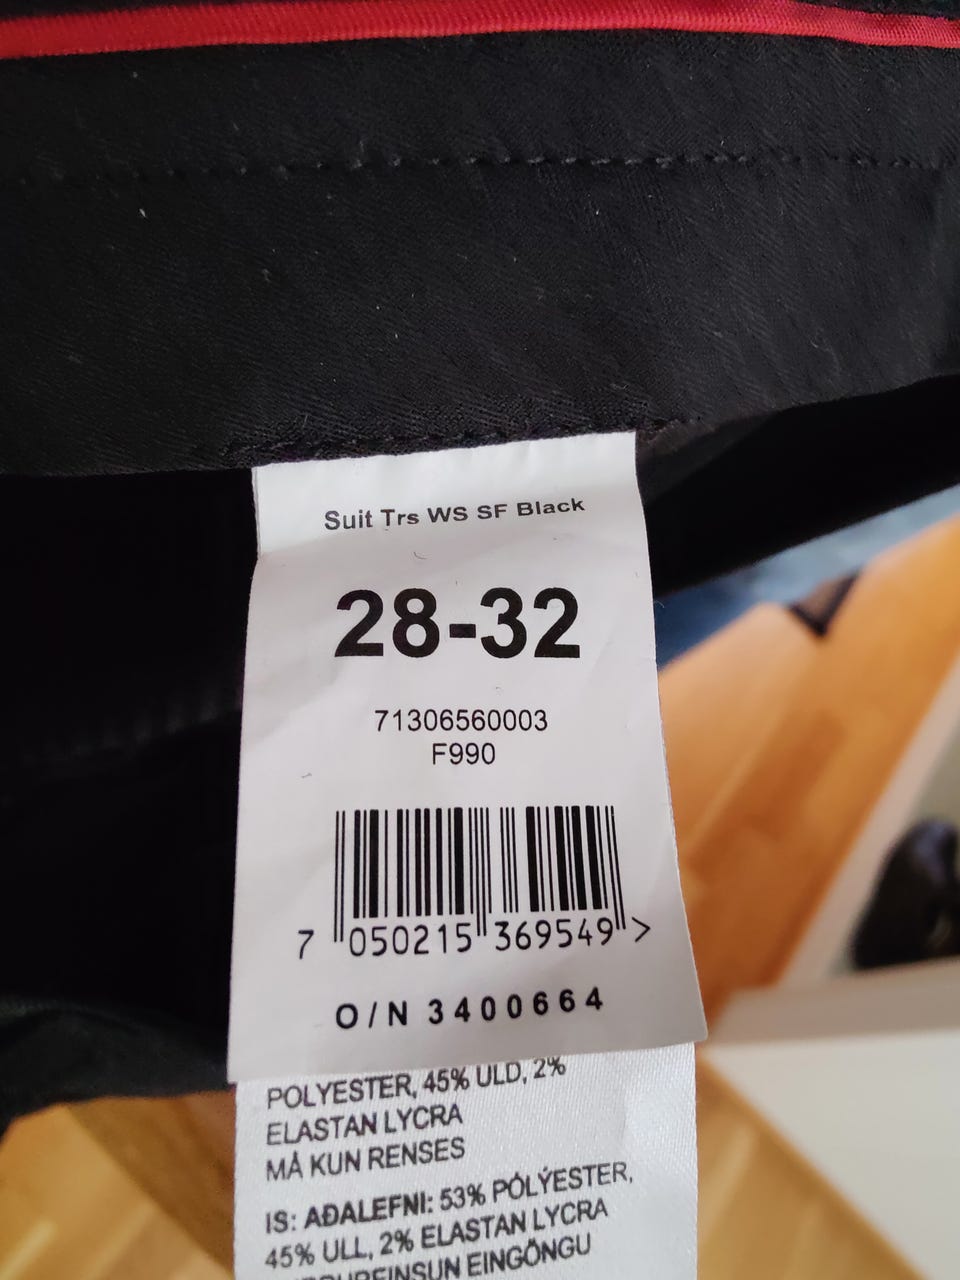 Suit Trs WS SF Black
28-32
71306560003
F990
7 050215 369549 >
O/N 3400664
POLYESTER, 45% ULD, 2%
ELASTAN LYCRA
MÅ KUN RENSES
IS: AÐALEFNI: 53% PÓLÝESTER,
45% ULL, 2% ELASTAN LYCRA
EINGÖNGU